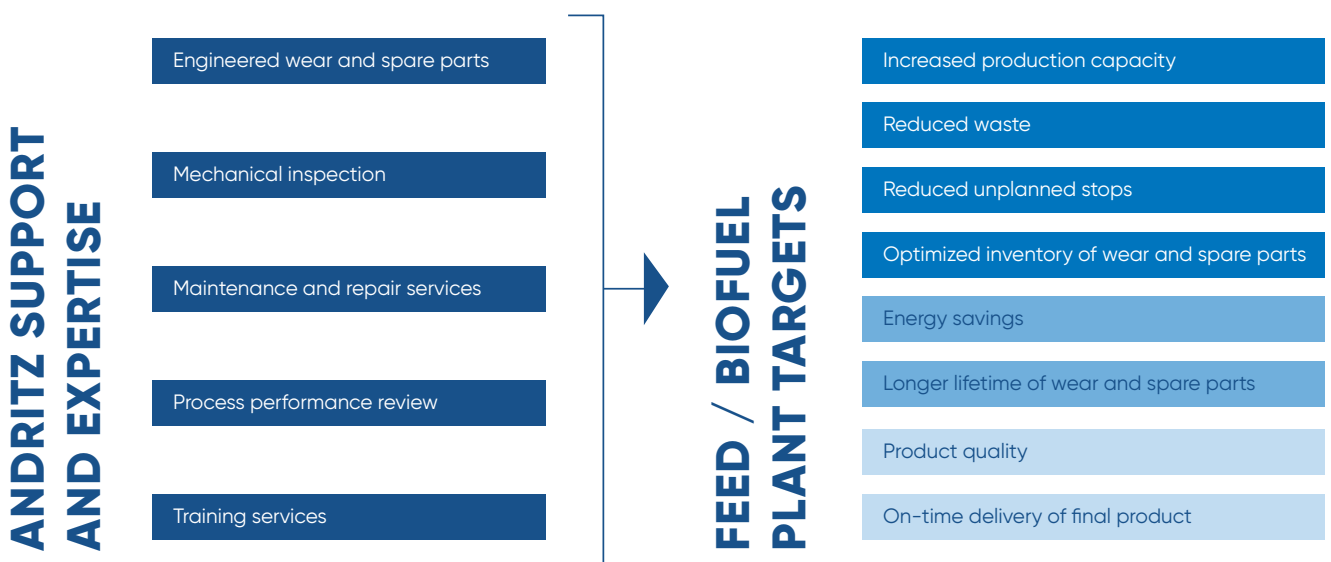 ANDRITZ SUPPORT
AND EXPERTISE
Engineered wear and spare parts
Mechanical inspection
Maintenance and repair services
Process performance review
Training services
FEED / BIOFUEL
PLANT TARGETS
Increased production capacity
Reduced waste
Reduced unplanned stops
Optimized inventory of wear and spare parts
Energy savings
Longer lifetime of wear and spare parts
Product quality
On-time delivery of final product